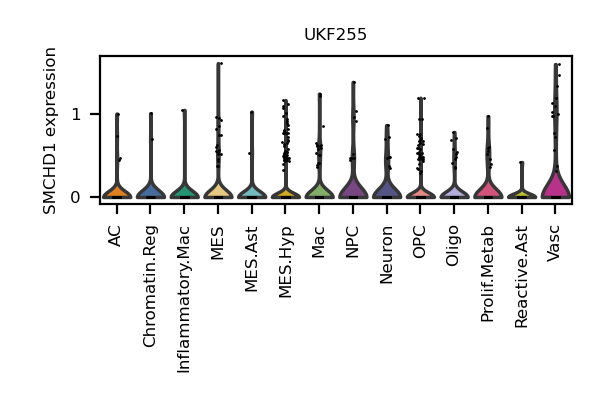 UKF255
SMCHD1 expression
1
0
AC
Chromatin.Reg
Inflammatory.Mac
MES
MES.Ast
MES.Hyp
Mac
NPC
Neuron
OPC
Oligo
Prolif.Metab
Reactive.Ast
Vasc